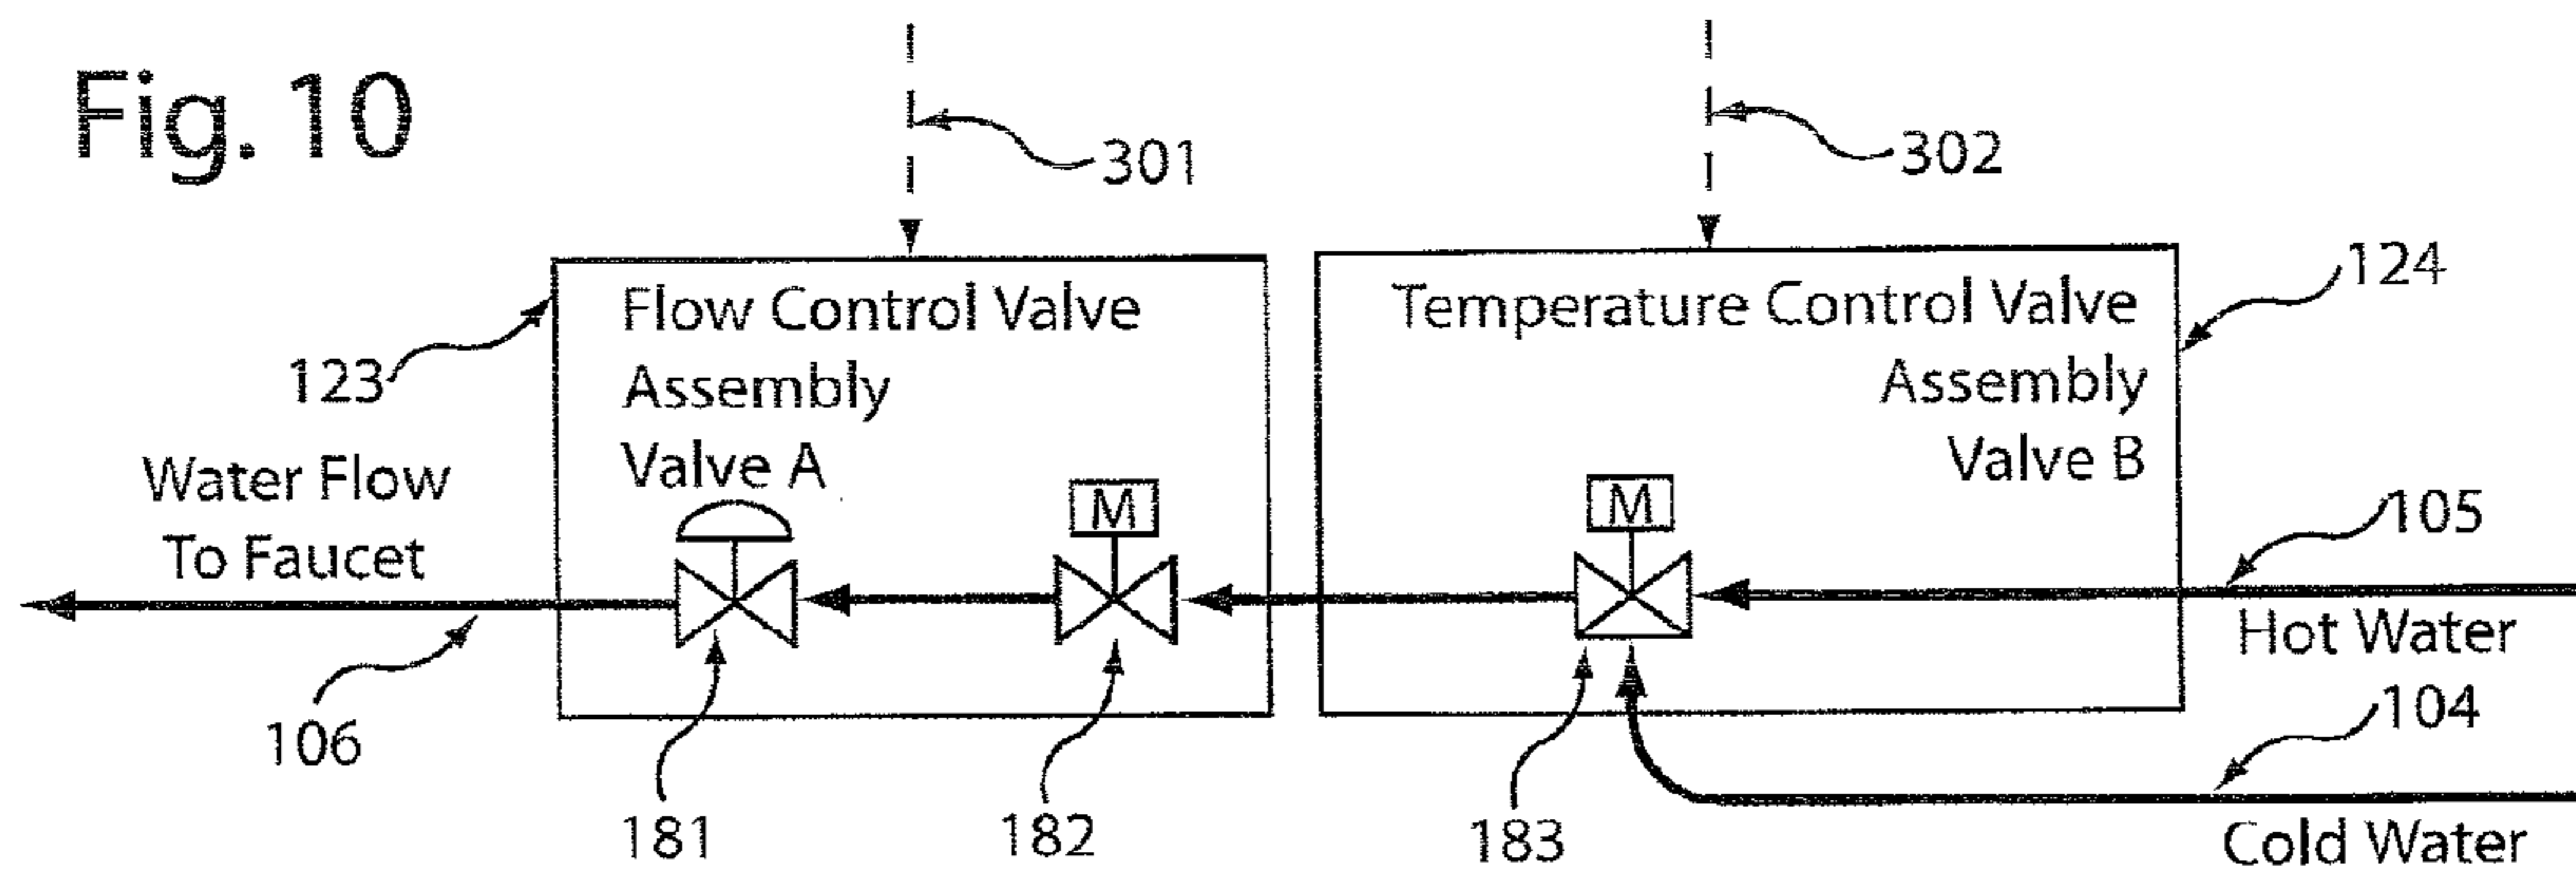 Fig. 10
301
302
124
123
Flow Control Valve
Assembly
Valve A
Temperature Control Valve
Assembly
Valve B
Water Flow
To Faucet
M
M
105
Hot Water
106
104
181
182
183
Cold Water